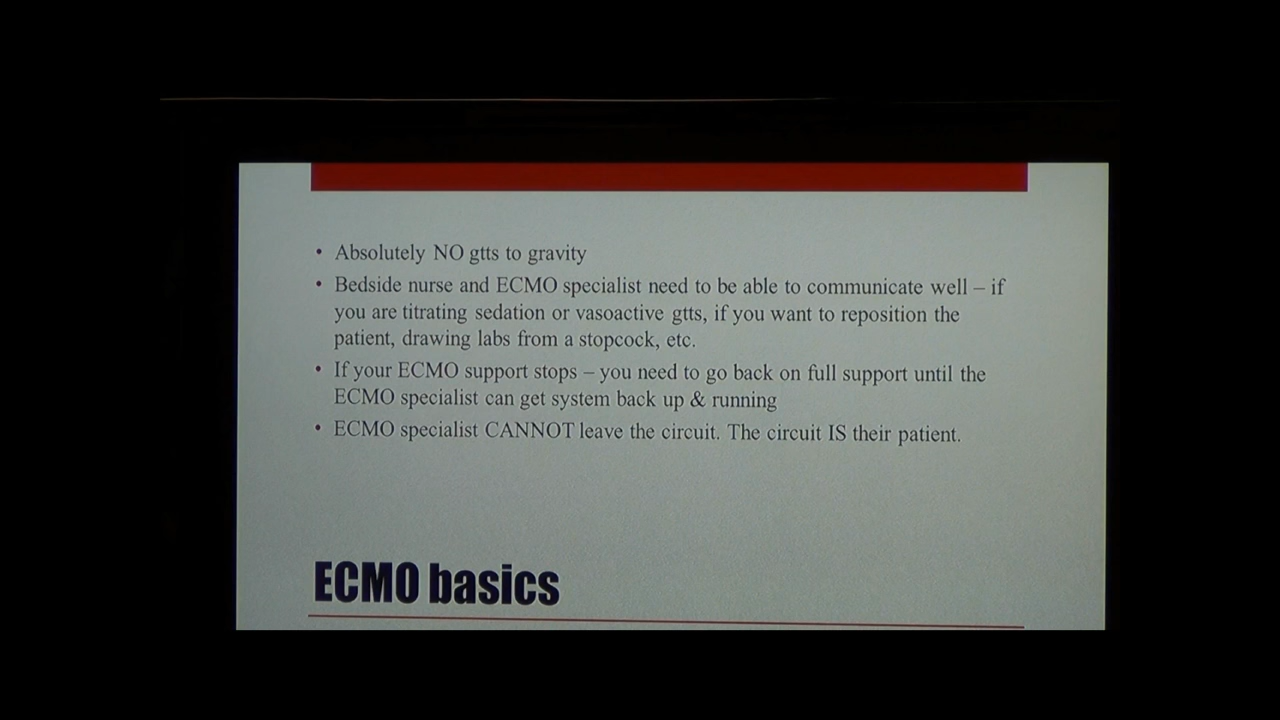 • Absolutely NO gtts to gravity
• Bedside nurse and ECMO specialist need to be able to communicate well – if
you are titrating sedation or vasoactive gtts, if you want to reposition the
patient, drawing labs from a stopcock, etc.
• If your ECMO support stops – you need to go back on full support until the
ECMO specialist can get system back up & running
• ECMO specialist CANNOT leave the circuit. The circuit IS their patient.
ECMO basics